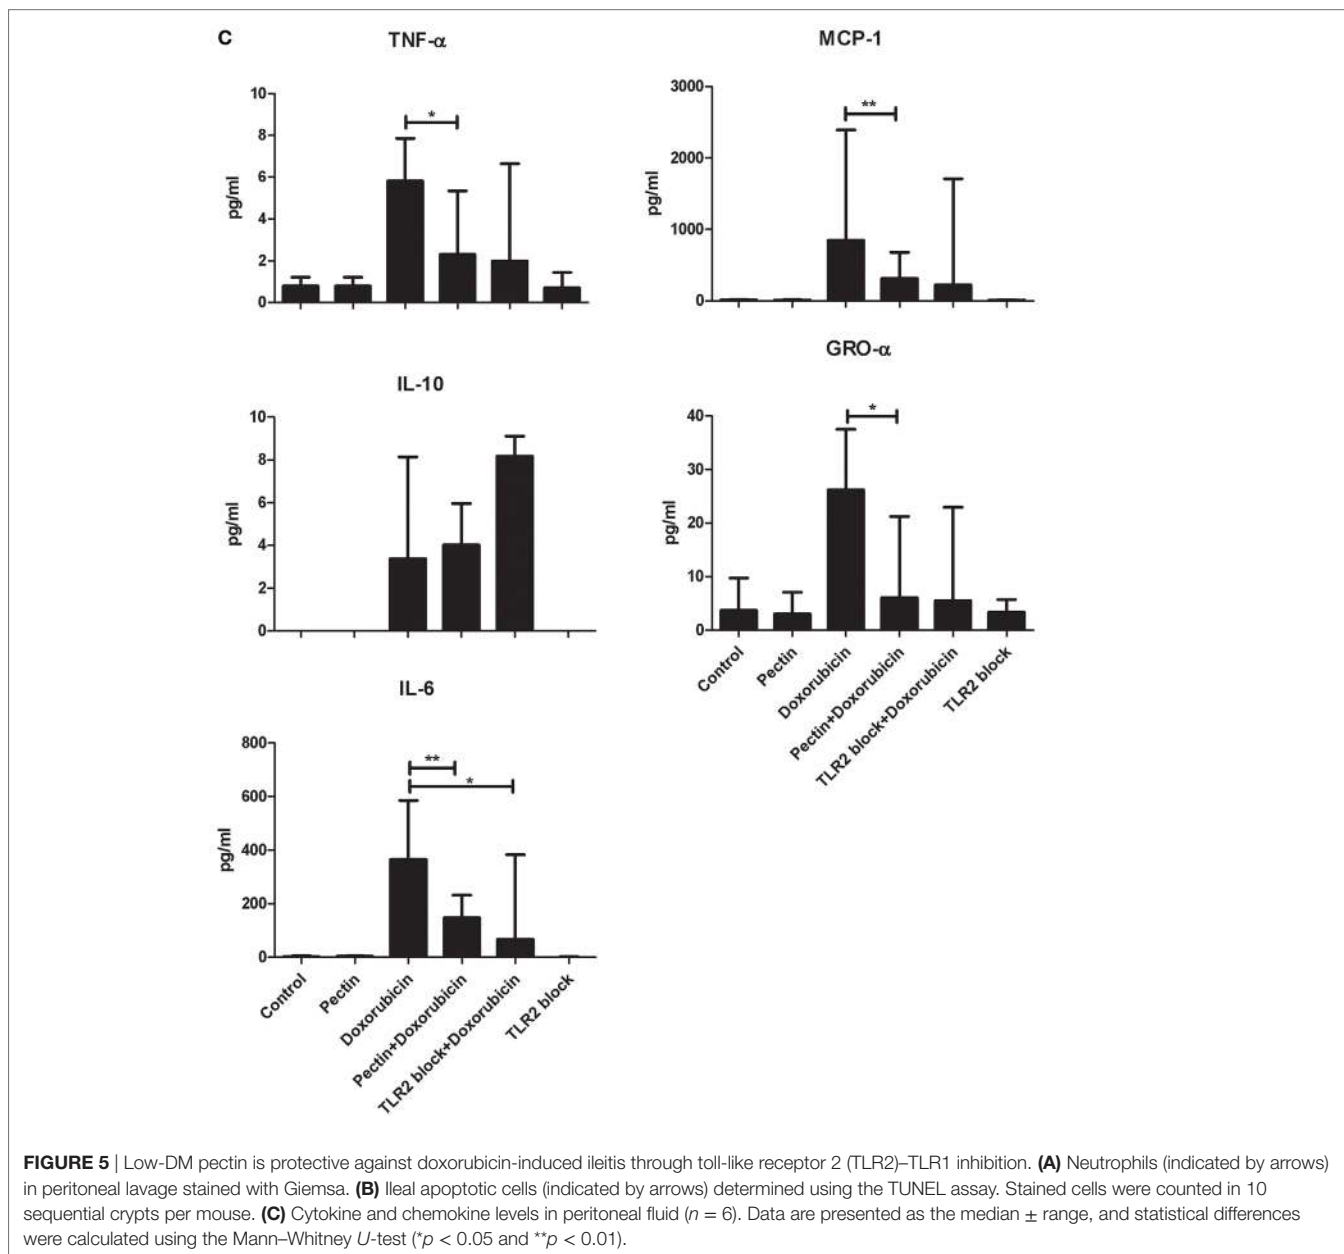 C
TNF-α
pg/ml
10
8
6
4
2
0
*
MCP-1
pg/ml
3000
2000
1000
0
**
IL-10
pg/ml
10
8
6
4
2
0
GRO-α
pg/ml
40
30
20
10
0
*
Control
Pectin
Doxorubicin
Pectin+Doxorubicin
TLR2 block+Doxorubicin
TLR2 block
IL-6
pg/ml
800
600
400
200
0
**
*
Control
Pectin
Doxorubicin
Pectin+Doxorubicin
TLR2 block+Doxorubicin
TLR2 block
FIGURE 5 | Low-DM pectin is protective against doxorubicin-induced ileitis through toll-like receptor 2 (TLR2)–TLR1 inhibition. (A) Neutrophils (indicated by arrows)
in peritoneal lavage stained with Giemsa. (B) Ileal apoptotic cells (indicated by arrows) determined using the TUNEL assay. Stained cells were counted in 10
sequential crypts per mouse. (C) Cytokine and chemokine levels in peritoneal fluid (n = 6). Data are presented as the median ± range, and statistical differences
were calculated using the Mann–Whitney U-test (*p < 0.05 and **p < 0.01).